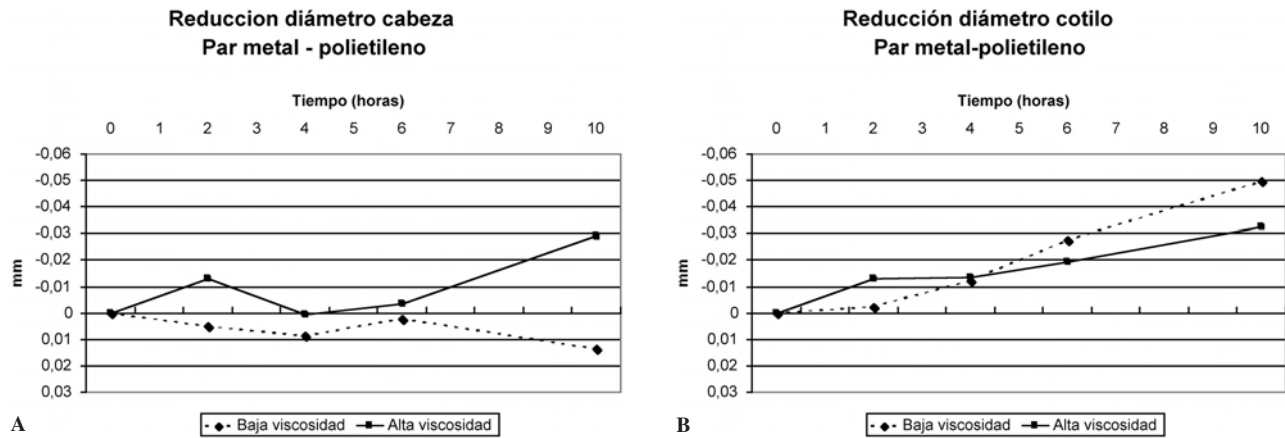 Reduccion diámetro cabeza
Par metal - polietileno
Tiempo (horas)
0 1 2 3 4 5 6 7 8 9 10
-0,06
-0,05
-0,04
-0,03
-0,02
-0,01
0
0,01
0,02
0,03
mm
Baja viscosidad Alta viscosidad
A
Reducción diámetro cotilo
Par metal-polietileno
Tiempo (horas)
0 1 2 3 4 5 6 7 8 9 10
-0,06
-0,05
-0,04
-0,03
-0,02
-0,01
0
0,01
0,02
0,03
mm
Baja viscosidad Alta viscosidad
B